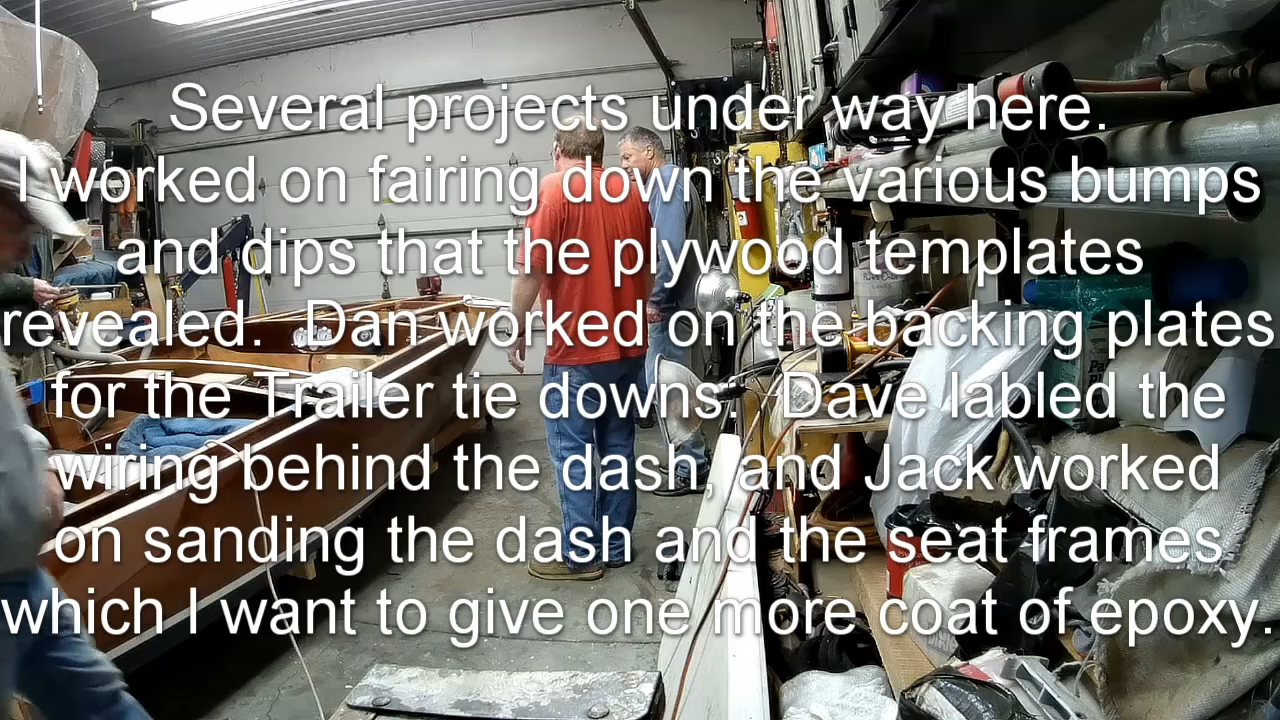 Several projects under way here.
I worked on fairing down the various bumps
and dips that the plywood templates
revealed.  Dan worked on the backing plates
for the Trailer tie downs.  Dave labled the
wiring behind the dash, and Jack worked
on sanding the dash and the seat frames
which I want to give one more coat of epoxy.